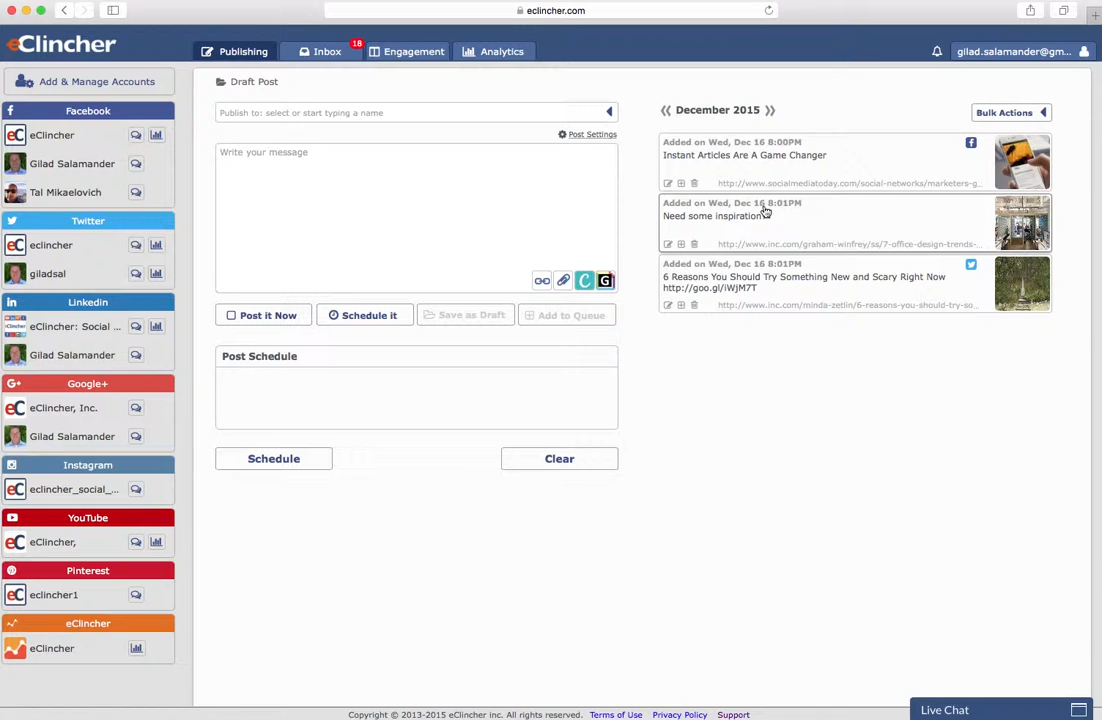 eclincher.com
eClincher
Publishing
Inbox
18
Engagement
Analytics
gilad.salamander@gm...
Add & Manage Accounts
Facebook
eClincher
Gilad Salamander
Tal Mikaelovich
Twitter
eclincher
giladsal
Linkedin
eClincher: Social ...
Gilad Salamander
Google+
eClincher, Inc.
Gilad Salamander
Instagram
eclincher_social_...
YouTube
eClincher,
Pinterest
eclincher1
eClincher
eClincher
Draft Post
Publish to: select or start typing a name
Post Settings
Write your message
Post it Now
Schedule it
Save as Draft
Add to Queue
Post Schedule
Schedule
Clear
December 2015
Bulk Actions
Added on Wed, Dec 16 8:00PM
Instant Articles Are A Game Changer
http://www.socialmediatoday.com/social-networks/marketers-g...
Added on Wed, Dec 16 8:01PM
Need some inspiration
http://www.inc.com/graham-winfrey/ss/7-office-design-trends-...
Added on Wed, Dec 16 8:01PM
6 Reasons You Should Try Something New and Scary Right Now
http://goo.gl/iWjM7T
http://www.inc.com/minda-zetlin/6-reasons-you-should-try-so...
Copyright © 2013-2015 eClincher inc. All rights reserved. Terms of Use Privacy Policy Support
Live Chat